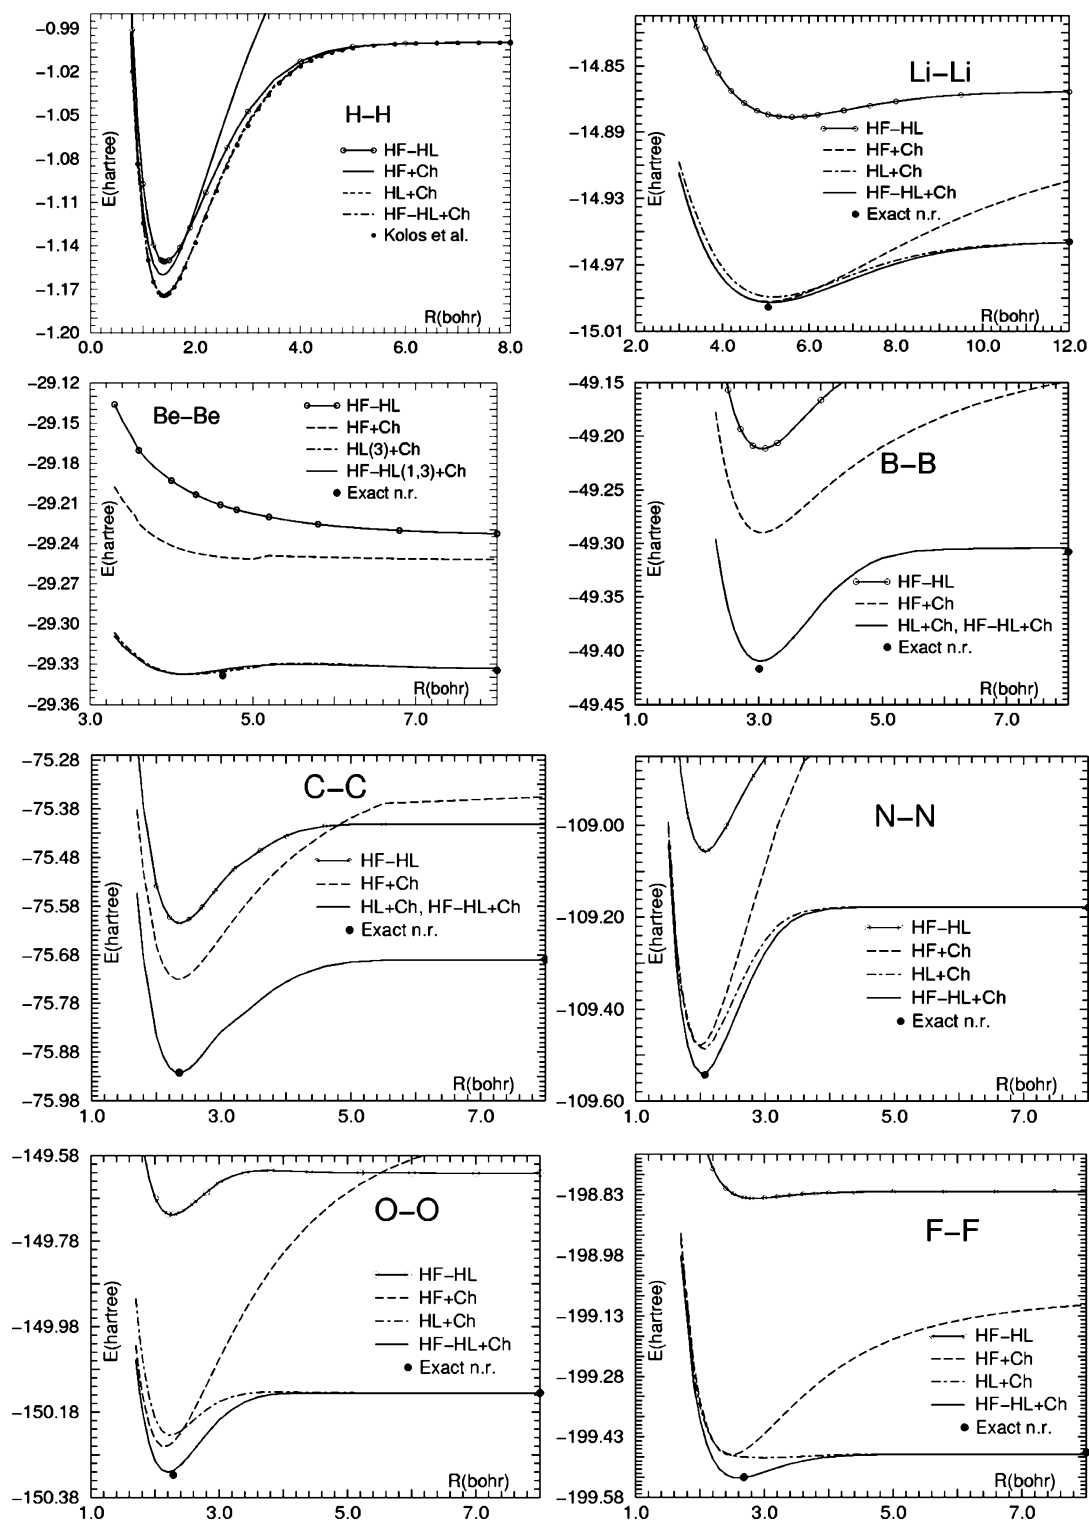 H–H
E(hartree)
−0.99
−1.02
−1.05
−1.08
−1.11
−1.14
−1.17
−1.20
HF−HL
HF+Ch
HL+Ch
HF−HL+Ch
Kolos et al.
R(bohr)
0.0 2.0 4.0 6.0 8.0
Li–Li
E(hartree)
−14.85
−14.89
−14.93
−14.97
−15.01
HF−HL
HF+Ch
HL+Ch
HF−HL+Ch
Exact n.r.
R(bohr)
2.0 4.0 6.0 8.0 10.0 12.0
Be–Be
E(hartree)
−29.12
−29.15
−29.18
−29.21
−29.24
−29.27
−29.30
−29.33
−29.36
HF−HL
HF+Ch
HL(3)+Ch
HF−HL(1,3)+Ch
Exact n.r.
R(bohr)
3.0 5.0 7.0
B–B
E(hartree)
−49.15
−49.20
−49.25
−49.30
−49.35
−49.40
−49.45
HF−HL
HF+Ch
HL+Ch, HF−HL+Ch
Exact n.r.
R(bohr)
1.0 3.0 5.0 7.0
C–C
E(hartree)
−75.28
−75.38
−75.48
−75.58
−75.68
−75.78
−75.88
−75.98
HF−HL
HF+Ch
HL+Ch, HF−HL+Ch
Exact n.r.
R(bohr)
1.0 3.0 5.0 7.0
N–N
E(hartree)
−109.00
−109.20
−109.40
−109.60
HF−HL
HF+Ch
HL+Ch
HF−HL+Ch
Exact n.r.
R(bohr)
1.0 3.0 5.0 7.0
O–O
E(hartree)
−149.58
−149.78
−149.98
−150.18
−150.38
HF−HL
HF+Ch
HL+Ch
HF−HL+Ch
Exact n.r.
R(bohr)
1.0 3.0 5.0 7.0
F–F
E(hartree)
−198.83
−198.98
−199.13
−199.28
−199.43
−199.58
HF−HL
HF+Ch
HL+Ch
HF−HL+Ch
Exact n.r.
R(bohr)
1.0 3.0 5.0 7.0